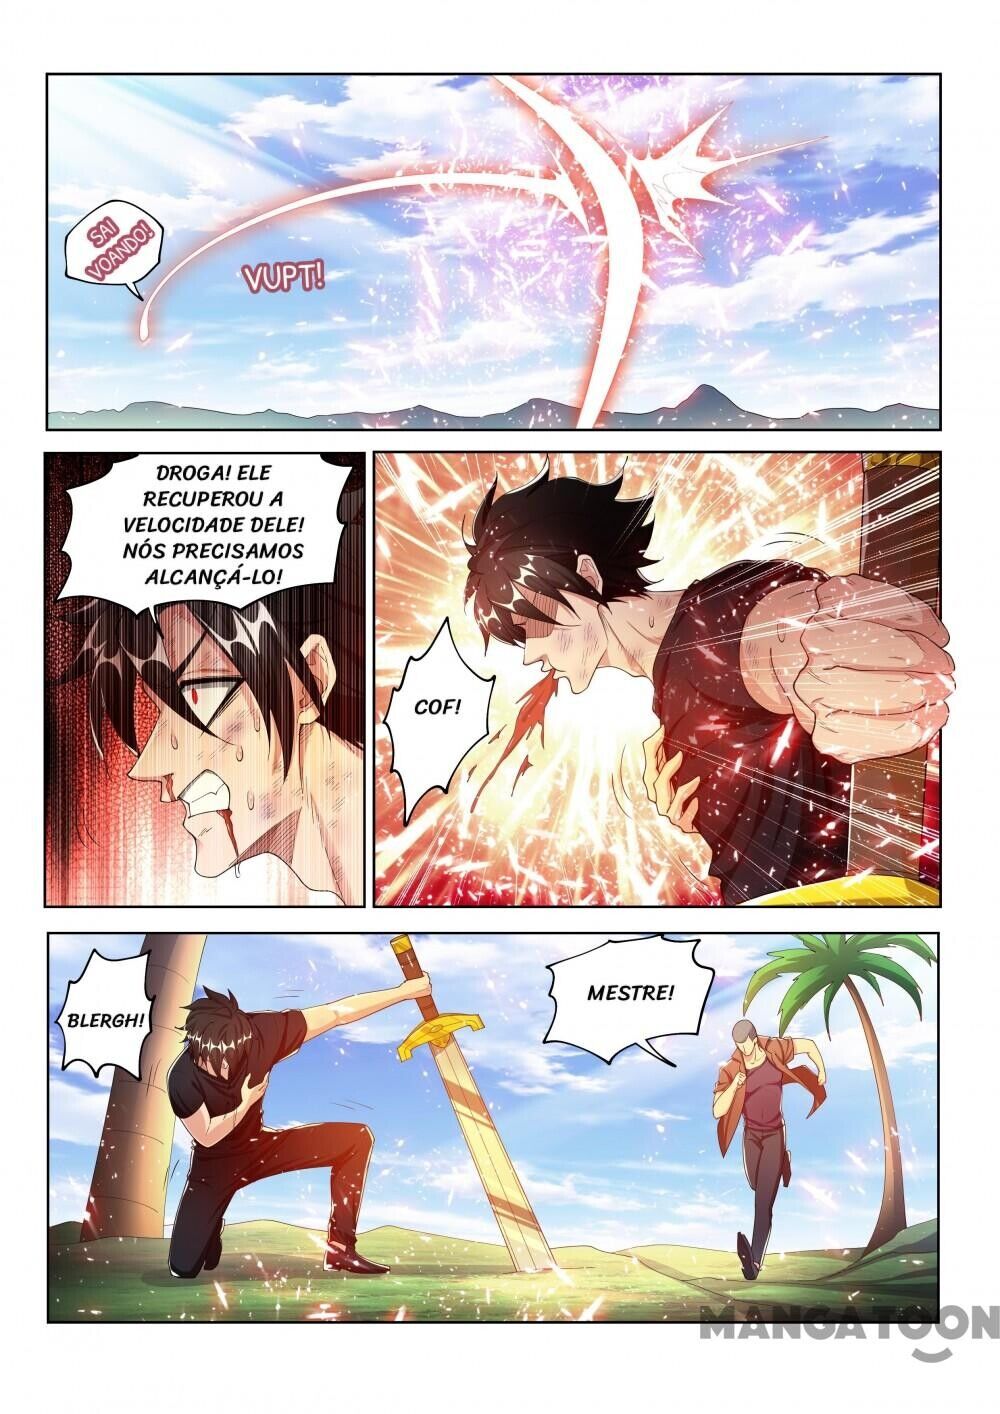 SAI
VOANDO!
VUPT!
DROGA! ELE
RECUPEROU A
VELOCIDADE DELE!
NÓS PRECISAMOS
ALCANÇÁ-LO!
COF!
BLERGH!
MESTRE!
MANGATOON